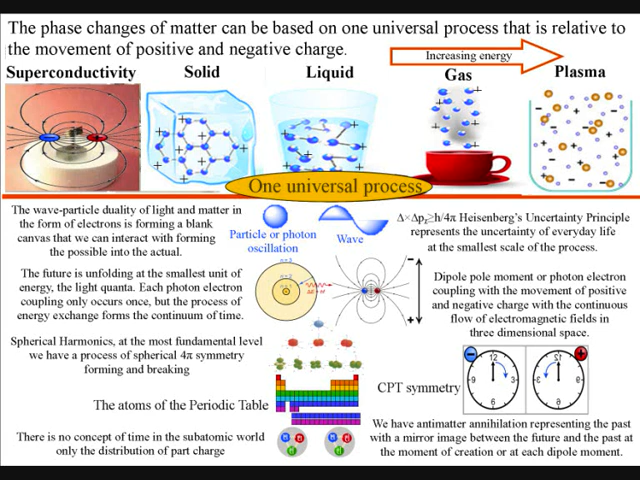 The phase changes of matter can be based on one universal process that is relative to
the movement of positive and negative charge.
Increasing energy
Superconductivity
Solid
Liquid
Gas
Plasma
One universal process
The wave-particle duality of light and matter in
the form of electrons is forming a blank
canvas that we can interact with forming
the possible into the actual.
Particle or photon
oscillation
Wave
Δ×Δpₓ≥h/4π Heisenberg's Uncertainty Principle
represents the uncertainty of everyday life
at the smallest scale of the process.
The future is unfolding at the smallest unit of
energy, the light quanta. Each photon electron
coupling only occurs once, but the process of
energy exchange forms the continuum of time.
Dipole pole moment or photon electron
coupling with the movement of positive
and negative charge with the continuous
flow of electromagnetic fields in
three dimensional space.
Spherical Harmonics, at the most fundamental level
we have a process of spherical 4π symmetry
forming and breaking
CPT symmetry
12
3
6
9
12
3
6
9
The atoms of the Periodic Table
There is no concept of time in the subatomic world
only the distribution of part charge
We have antimatter annihilation representing the past
with a mirror image between the future and the past at
the moment of creation or at each dipole moment.